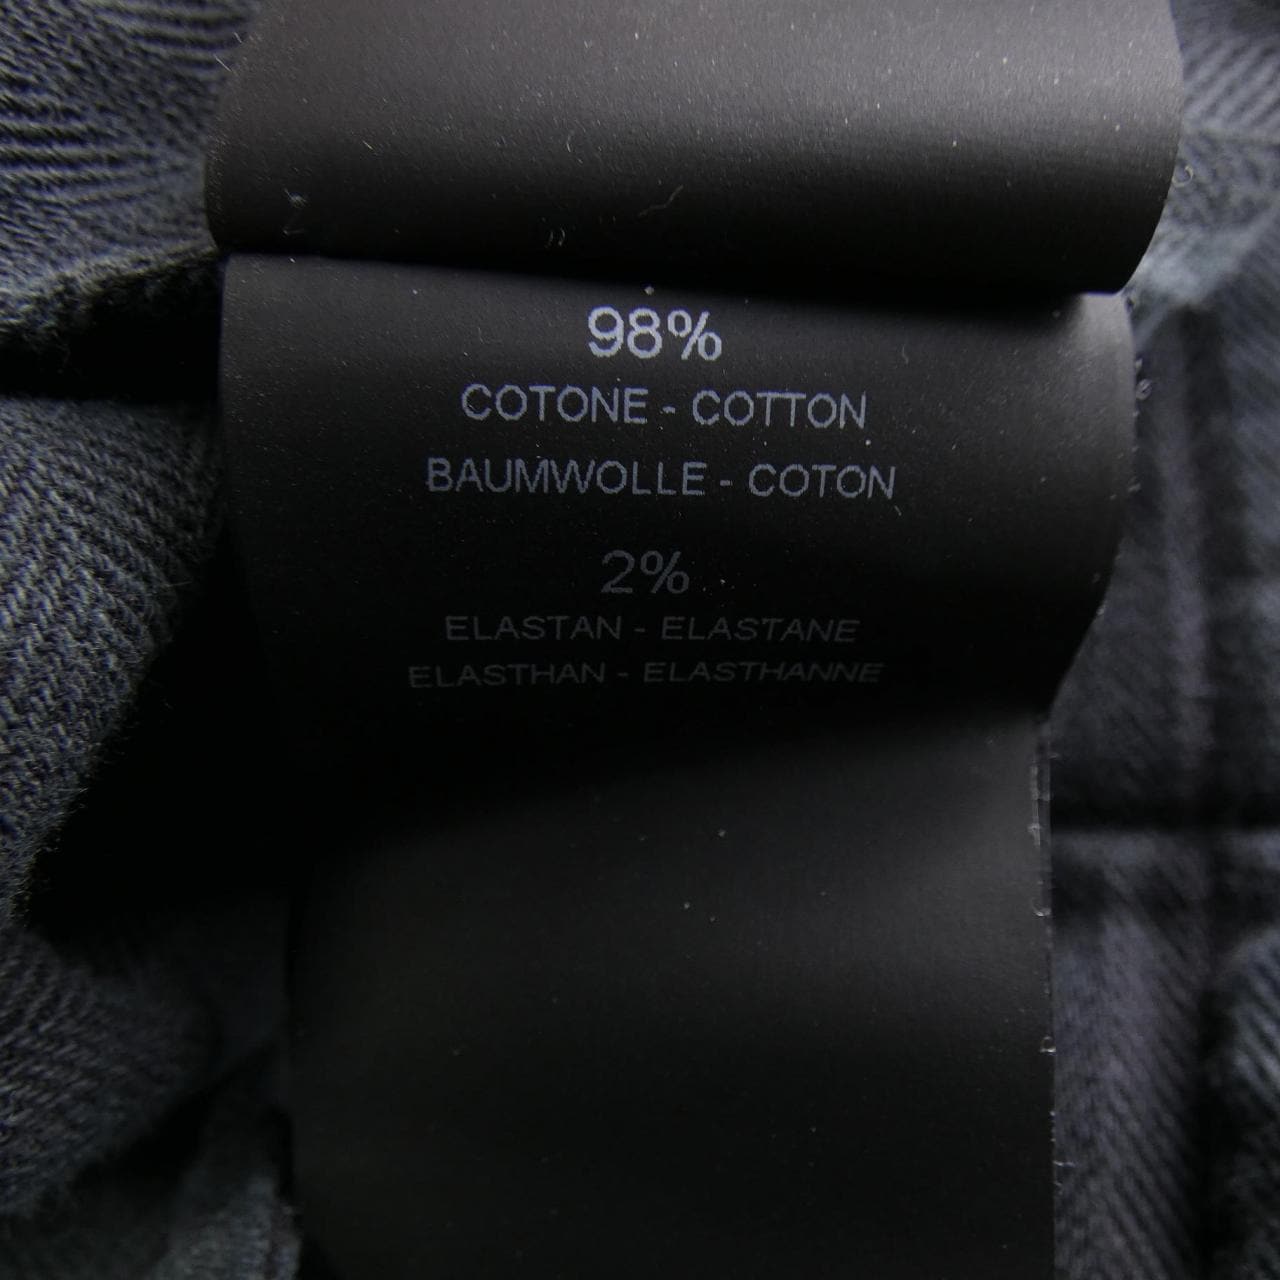 98%
COTONE - COTTON
BAUMWOLLE - COTON
2%
ELASTAN - ELASTANE
ELASTHAN - ELASTHANNE